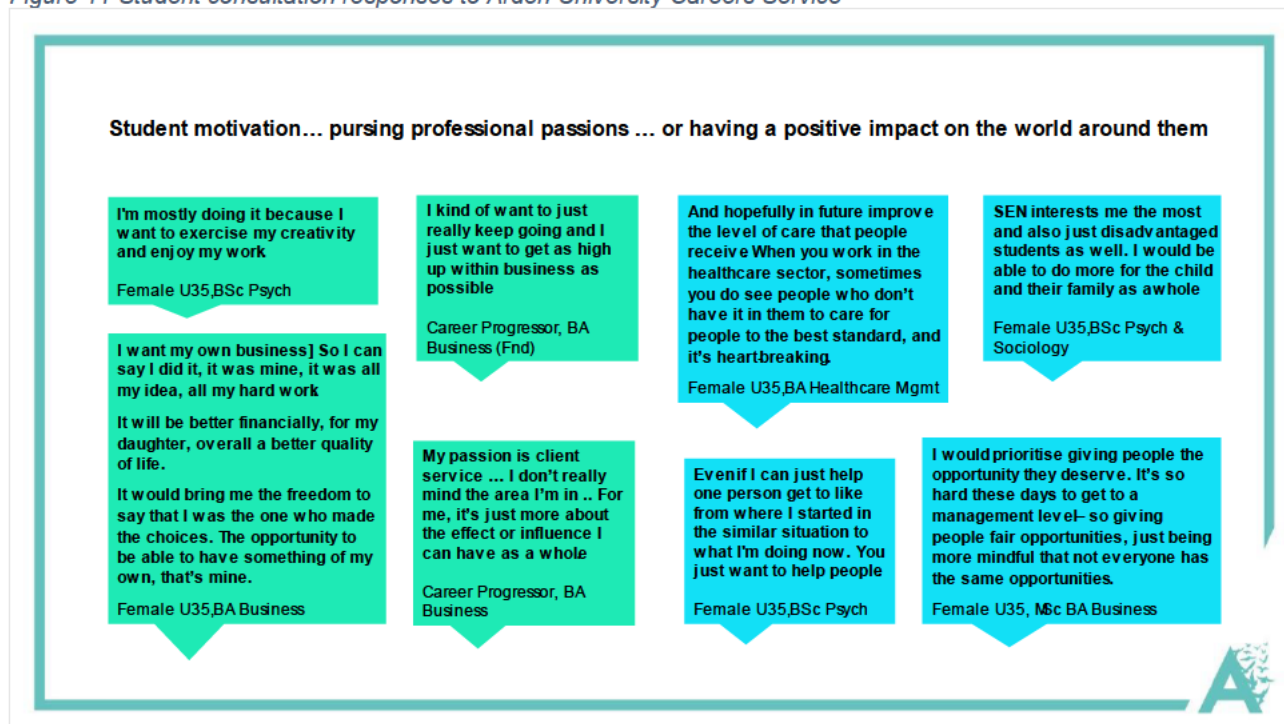 Student motivation… pursing professional passions … or having a positive impact on the world around them
I'm mostly doing it because I
want to exercise my creativity
and enjoy my work
Female U35,BSc Psych
I want my own business] So I can
say I did it, it was mine, it was all
my idea, all my hard work
It will be better financially, for my
daughter, overall a better quality
of life.
It would bring me the freedom to
say that I was the one who made
the choices. The opportunity to
be able to have something of my
own, that's mine.
Female U35,BA Business
I kind of want to just
really keep going and I
just want to get as high
up within business as
possible
Career Progressor, BA
Business (Fnd)
My passion is client
service … I don't really
mind the area I'm in .. For
me, it's just more about
the effect or influence I
can have as a whole
Career Progressor, BA
Business
And hopefully in future improve
the level of care that people
receive When you work in the
healthcare sector, sometimes
you do see people who don't
have it in them to care for
people to the best standard, and
it's heart-breaking.
Female U35,BA Healthcare Mgmt
Even if I can just help
one person get to like
from where I started in
the similar situation to
what I'm doing now. You
just want to help people
Female U35,BSc Psych
SEN interests me the most
and also just disadvantaged
students as well. I would be
able to do more for the child
and their family as a whole
Female U35,BSc Psych &
Sociology
I would prioritise giving people the
opportunity they deserve. It's so
hard these days to get to a
management level– so giving
people fair opportunities, just being
more mindful that not everyone has
the same opportunities.
Female U35, MSc BA Business
A